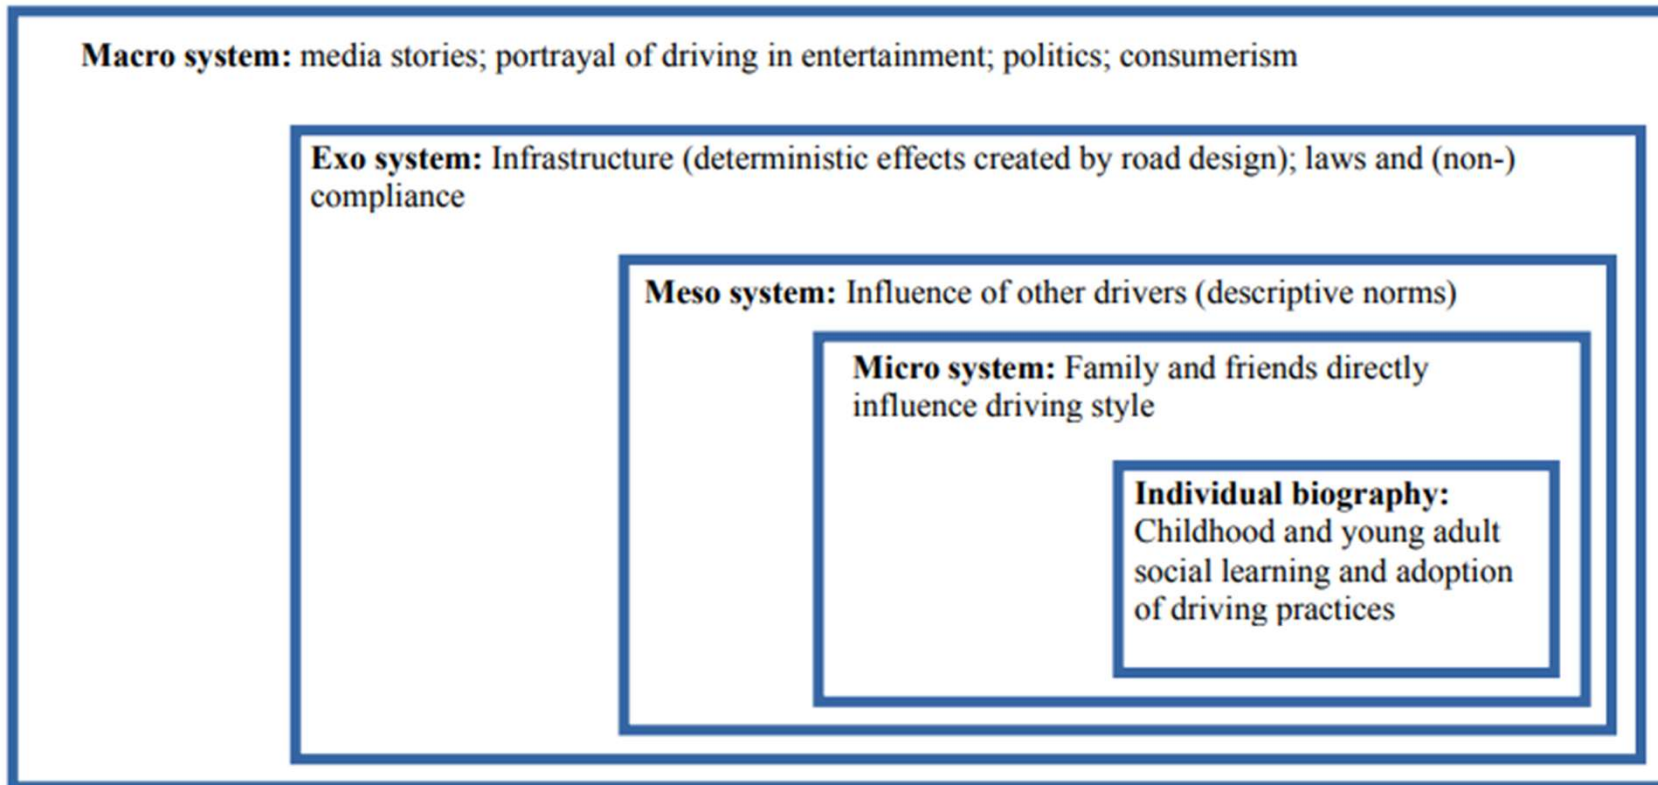 Macro system: media stories; portrayal of driving in entertainment; politics; consumerism
Exo system: Infrastructure (deterministic effects created by road design); laws and (non-)
compliance
Meso system: Influence of other drivers (descriptive norms)
Micro system: Family and friends directly
influence driving style
Individual biography:
Childhood and young adult
social learning and adoption
of driving practices